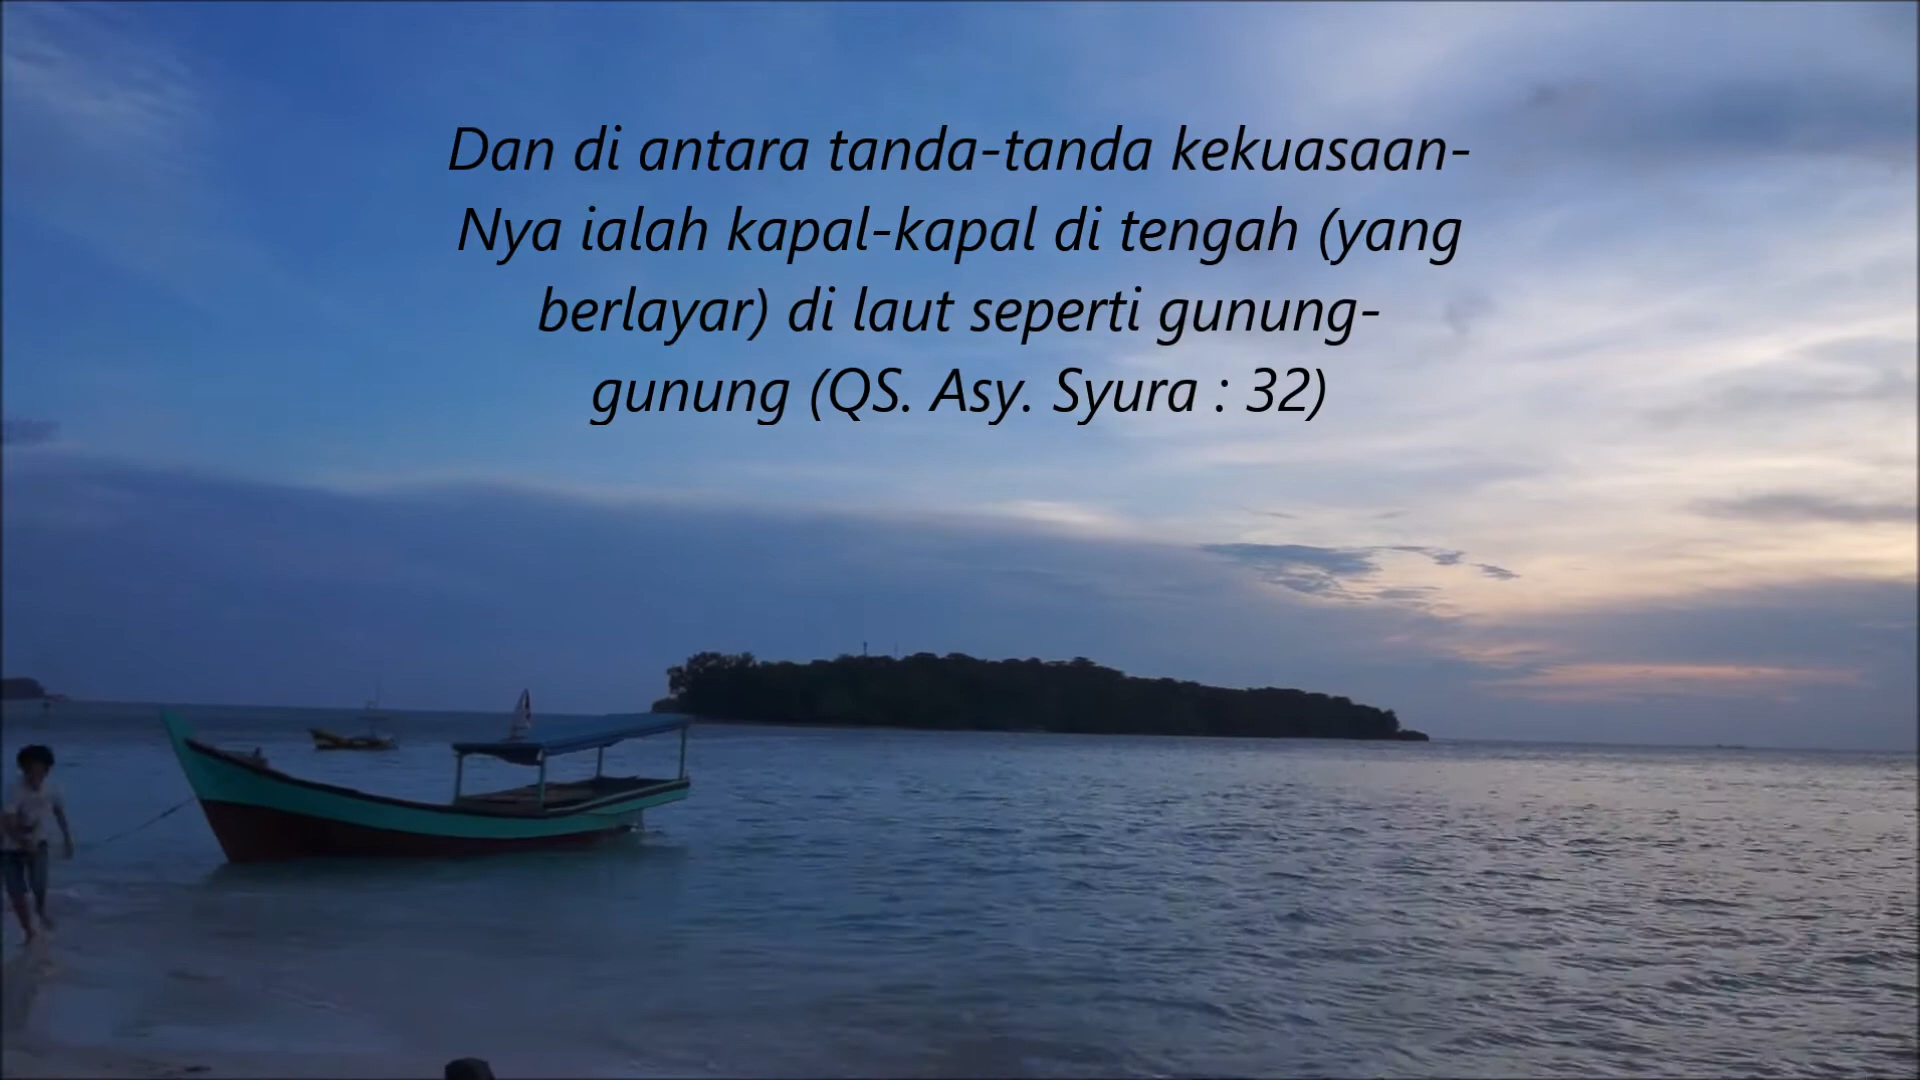 Dan di antara tanda-tanda kekuasaan-
Nya ialah kapal-kapal di tengah (yang
berlayar) di laut seperti gunung-
gunung (QS. Asy. Syura : 32)